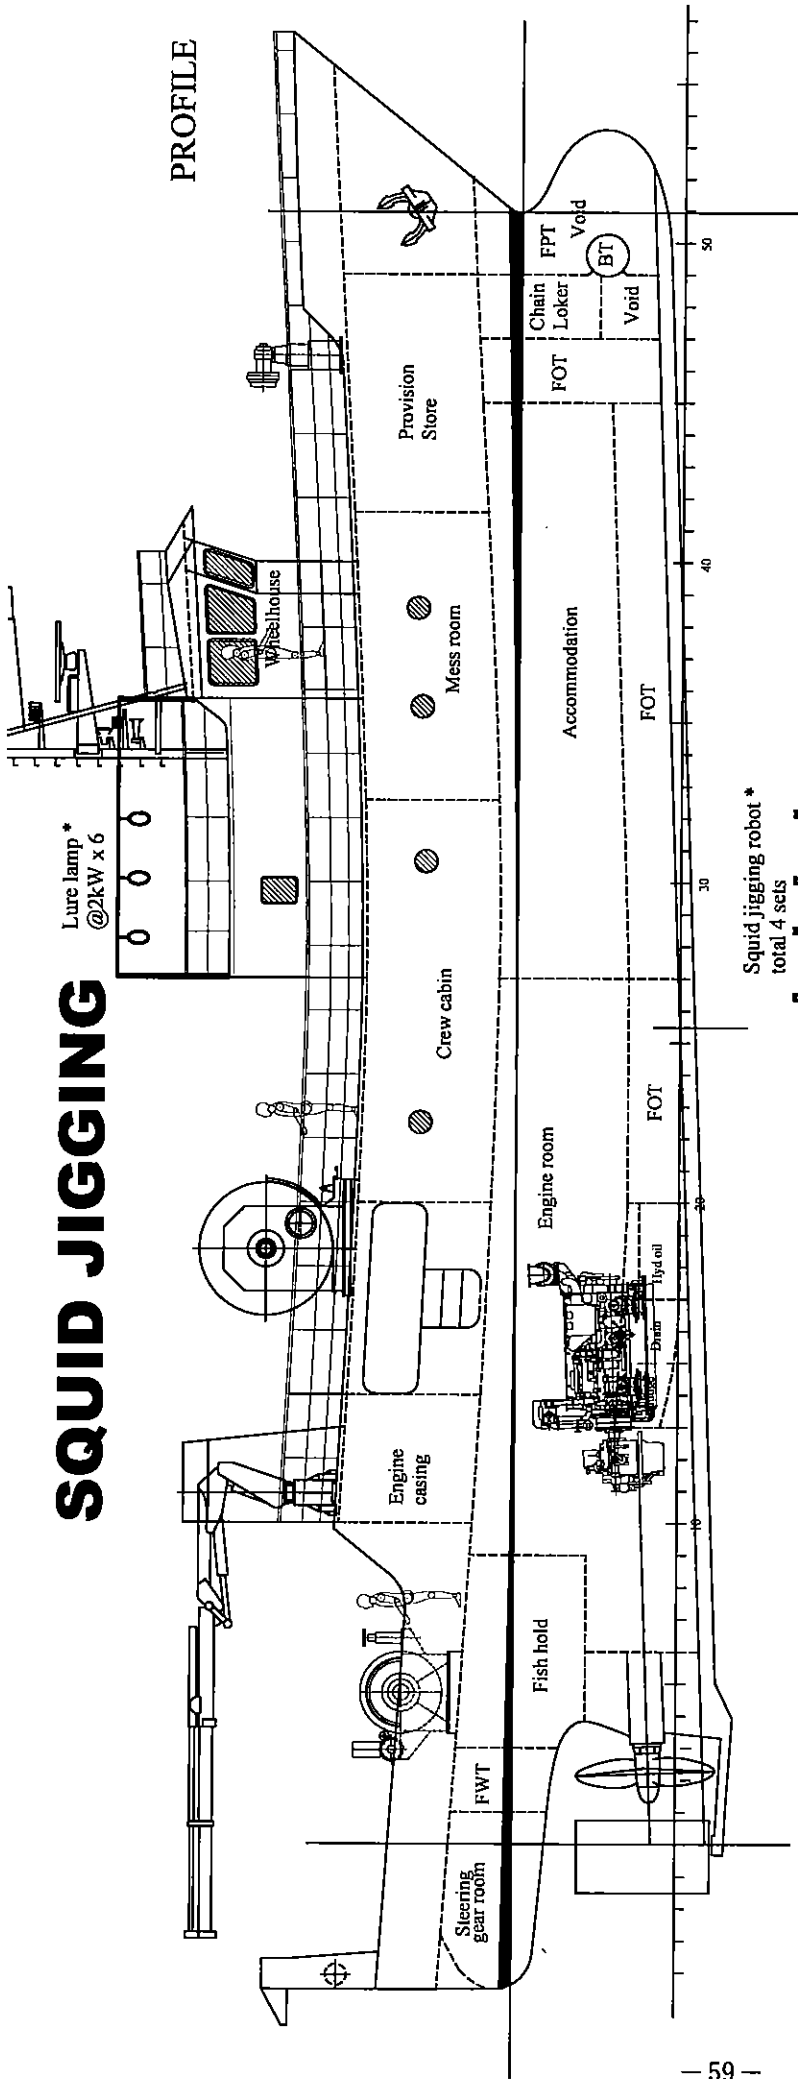 SQUID JIGGING
PROFILE
Lure lamp *
@2kW x 6
Wheelhouse
Engine
casing
Crew cabin
Mess room
Provision
Store
Steering
gear room
FWT
Fish hold
Engine room
Accommodation
FOT
Chain
Loker
Void
FPT
Void
BT
Hyd oil
Drain
FOT
FOT
10
20
30
40
50
Squid jigging robot *
total 4 sets
— 59 —